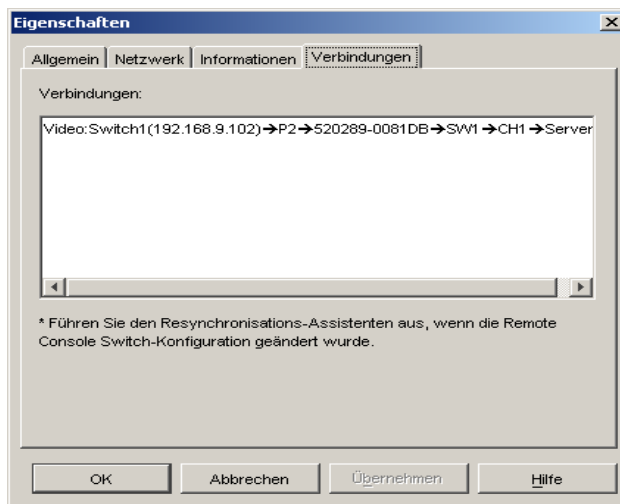 Eigenschaften
Allgemein Netzwerk Informationen Verbindungen
Verbindungen:
Video:Switch1(192.168.9.102)→P2→520289-0081DB→SW1→CH1→Server
* Führen Sie den Resynchronisations-Assistenten aus, wenn die Remote
Console Switch-Konfiguration geändert wurde.
OK Abbrechen Übernehmen Hilfe